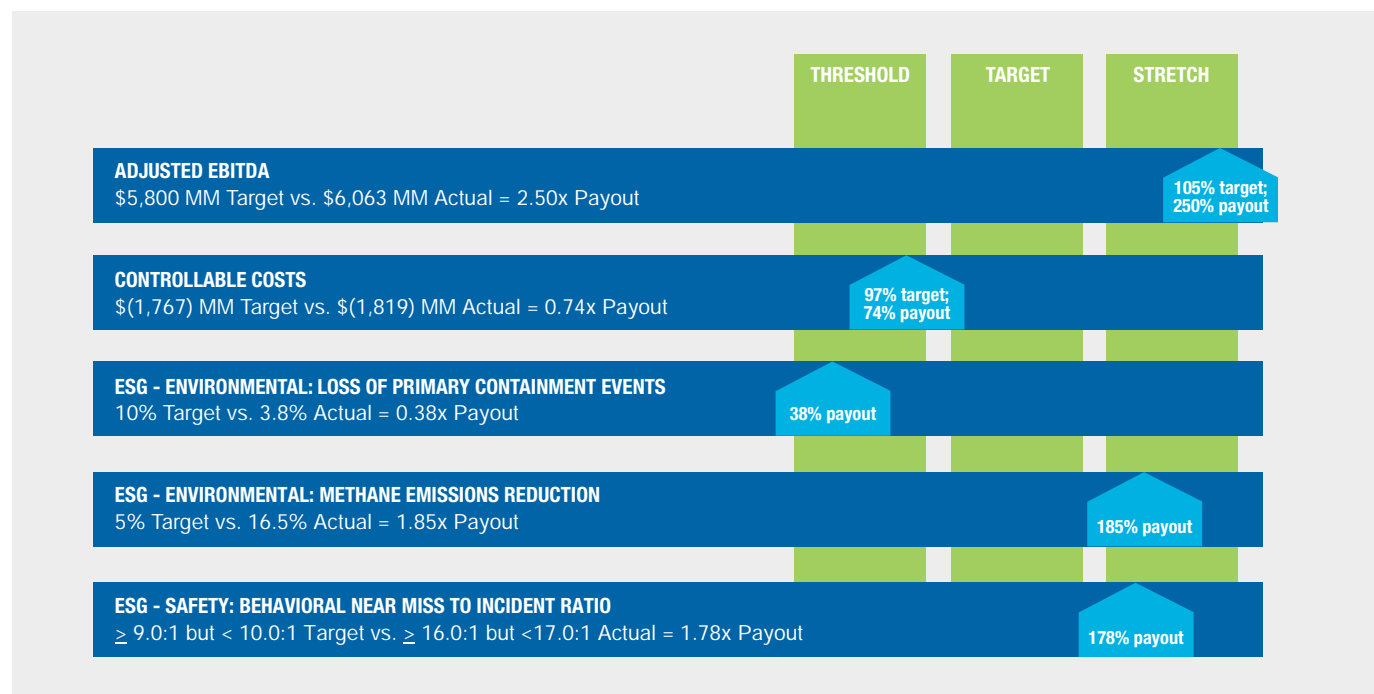 THRESHOLD TARGET STRETCH
ADJUSTED EBITDA
$5,800 MM Target vs. $6,063 MM Actual = 2.50x Payout
105% target;
250% payout
CONTROLLABLE COSTS
$(1,767) MM Target vs. $(1,819) MM Actual = 0.74x Payout
97% target;
74% payout
ESG - ENVIRONMENTAL: LOSS OF PRIMARY CONTAINMENT EVENTS
10% Target vs. 3.8% Actual = 0.38x Payout
38% payout
ESG - ENVIRONMENTAL: METHANE EMISSIONS REDUCTION
5% Target vs. 16.5% Actual = 1.85x Payout
185% payout
ESG - SAFETY: BEHAVIORAL NEAR MISS TO INCIDENT RATIO
≥ 9.0:1 but < 10.0:1 Target vs. ≥ 16.0:1 but <17.0:1 Actual = 1.78x Payout
178% payout